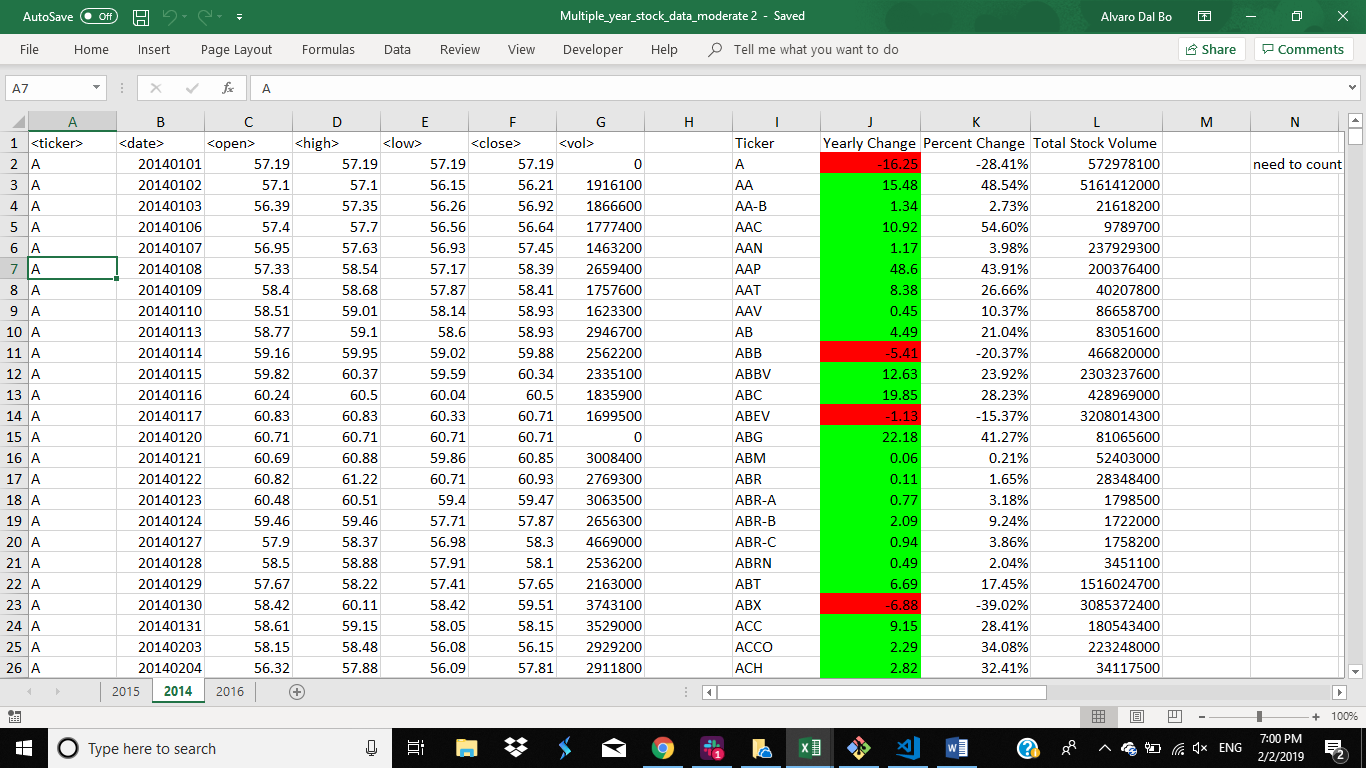 AutoSave Off Multiple_year_stock_data_moderate 2 - Saved Alvaro Dal Bo
File Home Insert Page Layout Formulas Data Review View Developer Help Tell me what you want to do Share Comments
A7 fx A
A B C D E F G H I J K L M N
1 <ticker> <date> <open> <high> <low> <close> <vol> Ticker Yearly Change Percent Change Total Stock Volume
2 A 20140101 57.19 57.19 57.19 57.19 0 A -16.25 -28.41% 572978100 need to count
3 A 20140102 57.1 57.1 56.15 56.21 1916100 AA 15.48 48.54% 5161412000
4 A 20140103 56.39 57.35 56.26 56.92 1866600 AA-B 1.34 2.73% 21618200
5 A 20140106 57.4 57.7 56.56 56.64 1777400 AAC 10.92 54.60% 9789700
6 A 20140107 56.95 57.63 56.93 57.45 1463200 AAN 1.17 3.98% 237929300
7 A 20140108 57.33 58.54 57.17 58.39 2659400 AAP 48.6 43.91% 200376400
8 A 20140109 58.4 58.68 57.87 58.41 1757600 AAT 8.38 26.66% 40207800
9 A 20140110 58.51 59.01 58.14 58.93 1623300 AAV 0.45 10.37% 86658700
10 A 20140113 58.77 59.1 58.6 58.93 2946700 AB 4.49 21.04% 83051600
11 A 20140114 59.16 59.95 59.02 59.88 2562200 ABB -5.41 -20.37% 466820000
12 A 20140115 59.82 60.37 59.59 60.34 2335100 ABBV 12.63 23.92% 2303237600
13 A 20140116 60.24 60.5 60.04 60.5 1835900 ABC 19.85 28.23% 428969000
14 A 20140117 60.83 60.83 60.33 60.71 1699500 ABEV -1.13 -15.37% 3208014300
15 A 20140120 60.71 60.71 60.71 60.71 0 ABG 22.18 41.27% 81065600
16 A 20140121 60.69 60.88 59.86 60.85 3008400 ABM 0.06 0.21% 52403000
17 A 20140122 60.82 61.22 60.71 60.93 2769300 ABR 0.11 1.65% 28348400
18 A 20140123 60.48 60.51 59.4 59.47 3063500 ABR-A 0.77 3.18% 1798500
19 A 20140124 59.46 59.46 57.71 57.87 2656300 ABR-B 2.09 9.24% 1722000
20 A 20140127 57.9 58.37 56.98 58.3 4669000 ABR-C 0.94 3.86% 1758200
21 A 20140128 58.5 58.88 57.91 58.1 2536200 ABRN 0.49 2.04% 3451100
22 A 20140129 57.67 58.22 57.41 57.65 2163000 ABT 6.69 17.45% 1516024700
23 A 20140130 58.42 60.11 58.42 59.51 3743100 ABX -6.88 -39.02% 3085372400
24 A 20140131 58.61 59.15 58.05 58.15 3529000 ACC 9.15 28.41% 180543400
25 A 20140203 58.15 58.48 56.08 56.15 2929200 ACCO 2.29 34.08% 223248000
26 A 20140204 56.32 57.88 56.09 57.81 2911800 ACH 2.82 32.41% 34117500
2015 2014 2016
100%
Type here to search ENG 7:00 PM
2/2/2019 2